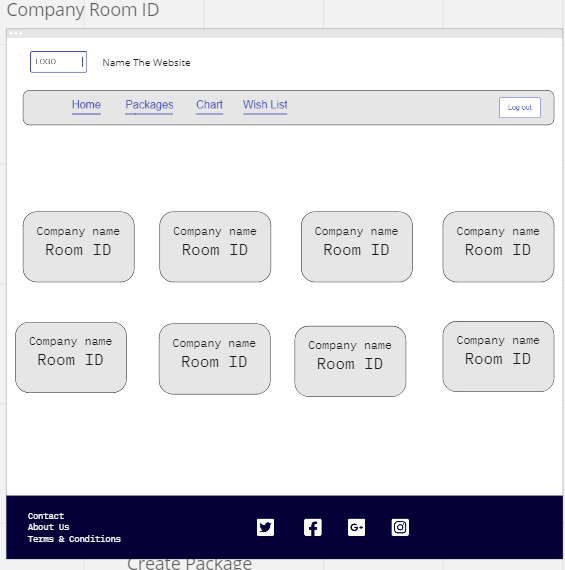 Company Room ID
LOGO
Name The Website
Home Packages Chart Wish List Log out
Company name Company name Company name Company name
Room ID Room ID Room ID Room ID
Company name Company name Company name Company name
Room ID Room ID Room ID Room ID
Contact
About Us
Terms & Conditions
Create Package